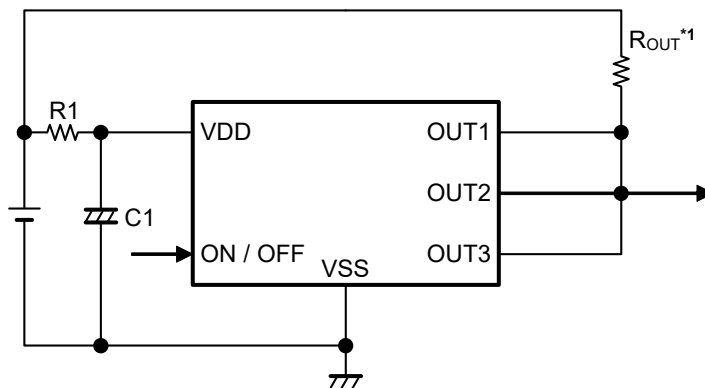 ROUT*1
R1
VDD
OUT1
OUT2
C1
ON / OFF
OUT3
VSS